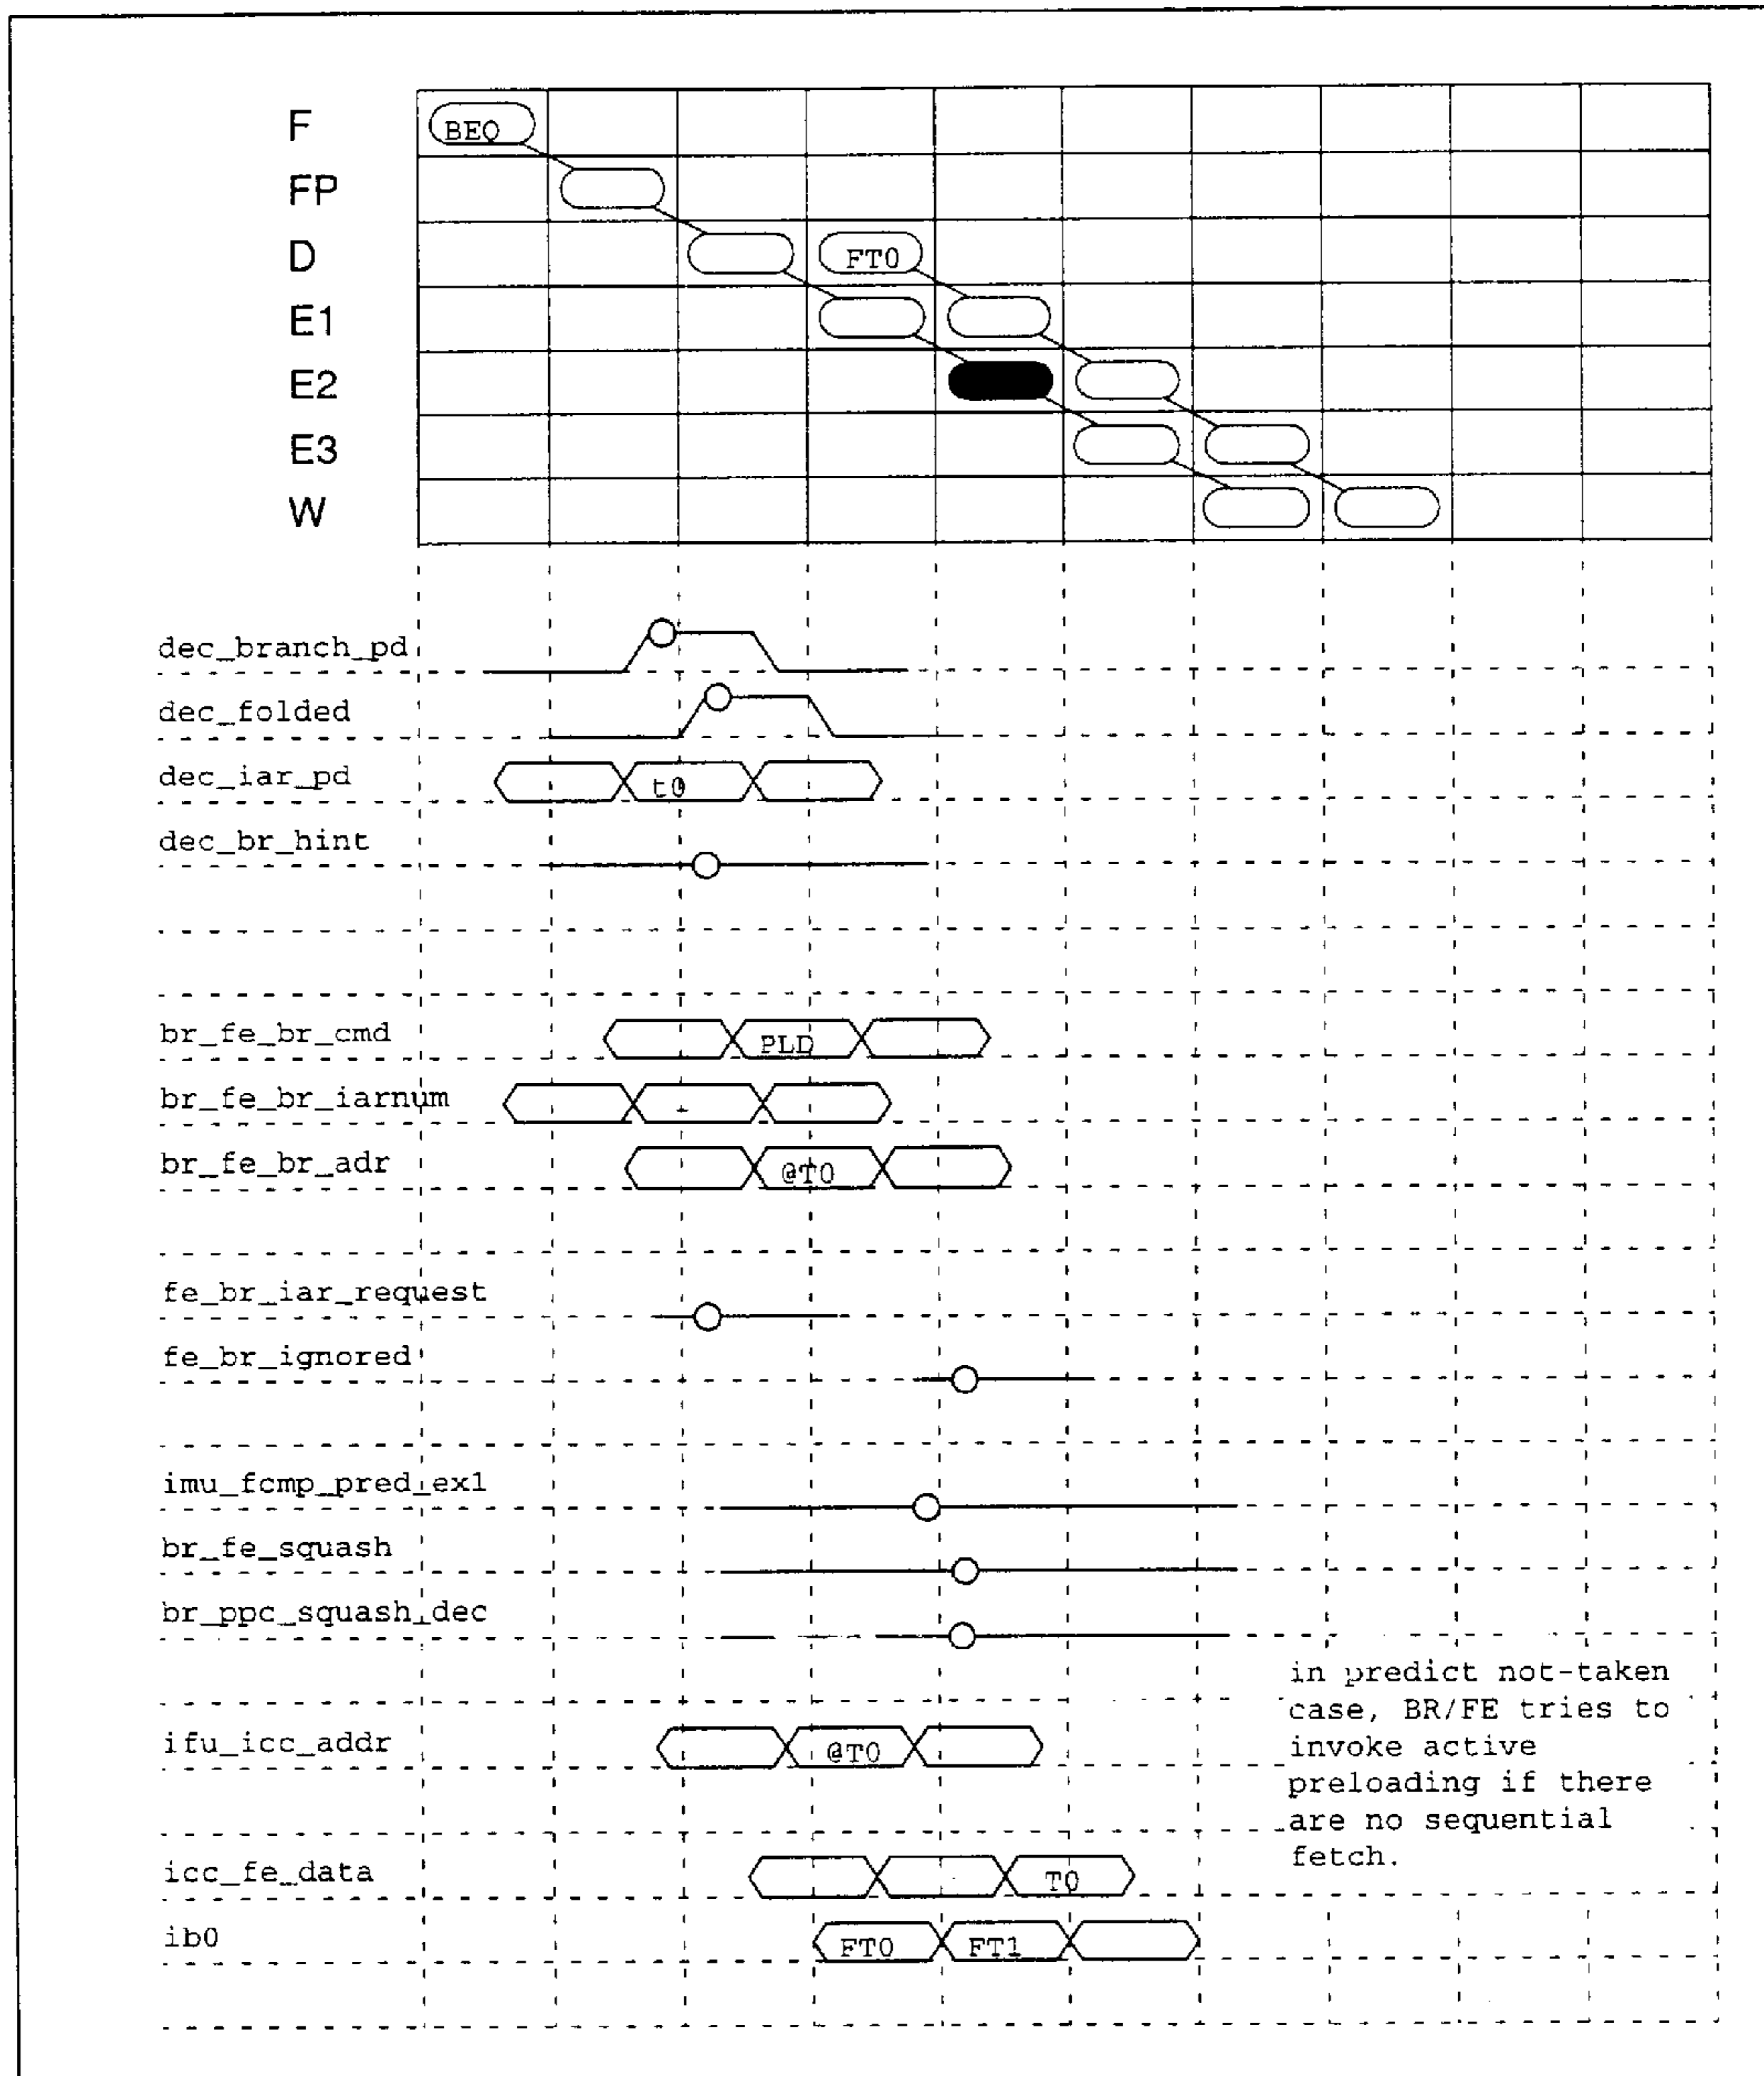 F
BEQ
FP
D
FT0
E1
E2
E3
W
dec_branch_pd
dec_folded
dec_iar_pd
t0
dec_br_hint
br_fe_br_cmd
PLD
br_fe_br_iarnum
-
br_fe_br_adr
@T0
fe_br_iar_request
fe_br_ignored
imu_fcmp_pred_ex1
br_fe_squash
br_ppc_squash_dec
in predict not-taken
case, BR/FE tries to
invoke active
preloading if there
are no sequential
fetch.
ifu_icc_addr
@T0
icc_fe_data
T0
ib0
FT0
FT1